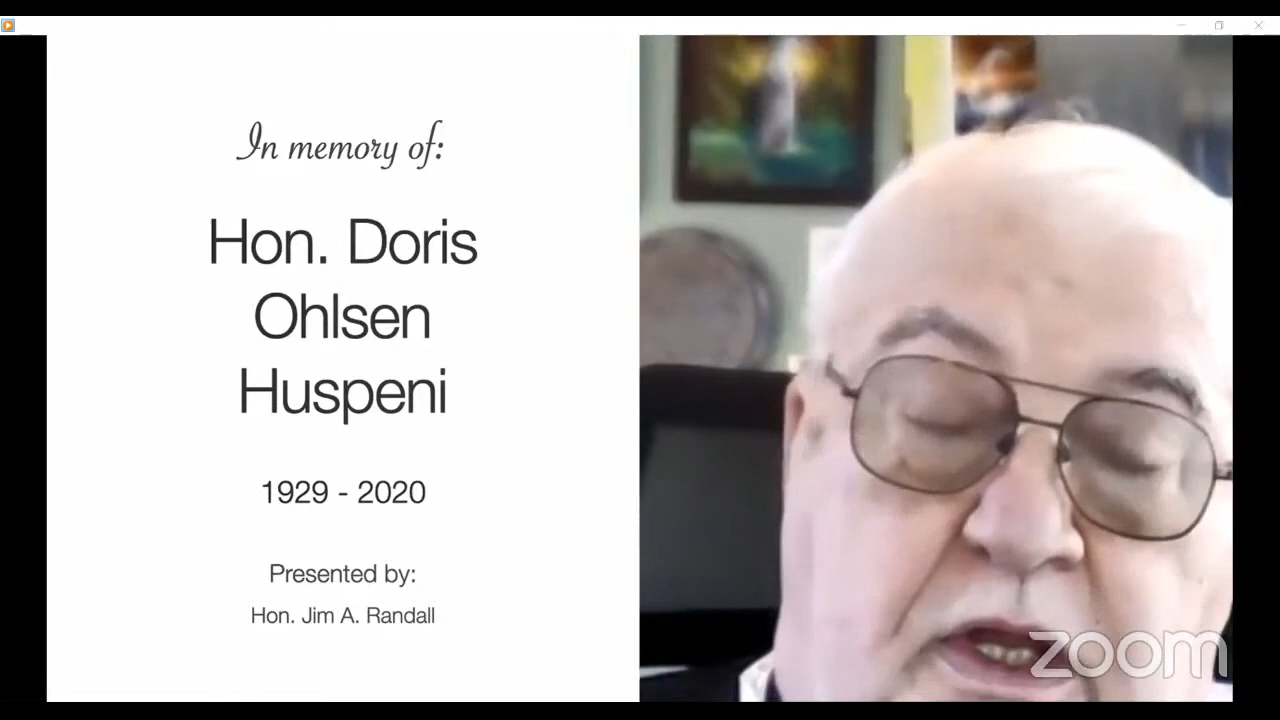 In memory of:
Hon. Doris
Ohlsen
Huspeni
1929 - 2020
Presented by:
Hon. Jim A. Randall
zoom